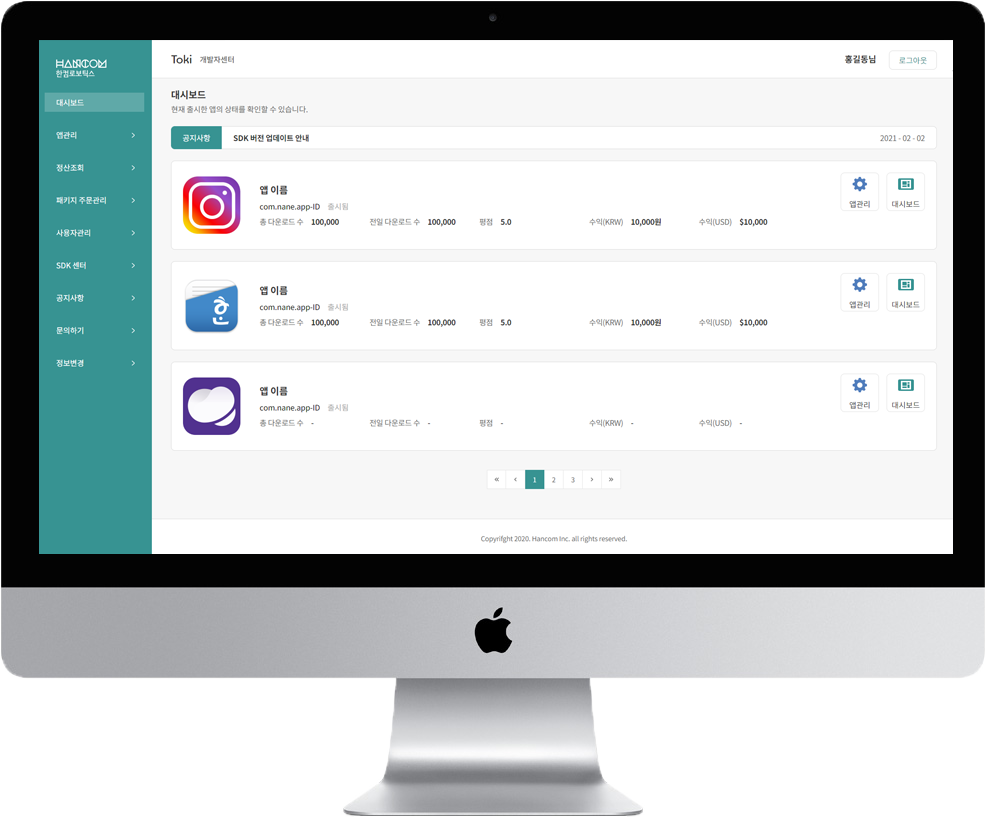 HANCOM
한컴로보틱스
Toki 개발자센터
홍길동님
로그아웃
대시보드
앱관리
정산조회
패키지 주문관리
사용자관리
SDK 센터
공지사항
문의하기
정보변경
대시보드
현재 출시한 앱의 상태를 확인할 수 있습니다.
공지사항 SDK 버전 업데이트 안내 2021 - 02 - 02
앱 이름
com.nane.app-ID 출시됨
총 다운로드 수 100,000 전일 다운로드 수 100,000 평점 5.0 수익(KRW) 10,000원 수익(USD) $10,000
앱관리 대시보드
한
앱 이름
com.nane.app-ID 출시됨
총 다운로드 수 100,000 전일 다운로드 수 100,000 평점 5.0 수익(KRW) 10,000원 수익(USD) $10,000
앱관리 대시보드
앱 이름
com.nane.app-ID 출시됨
총 다운로드 수 - 전일 다운로드 수 - 평점 - 수익(KRW) - 수익(USD) -
앱관리 대시보드
« ‹ 1 2 3 › »
Copyrifght 2020. Hancom Inc. all rights reserved.